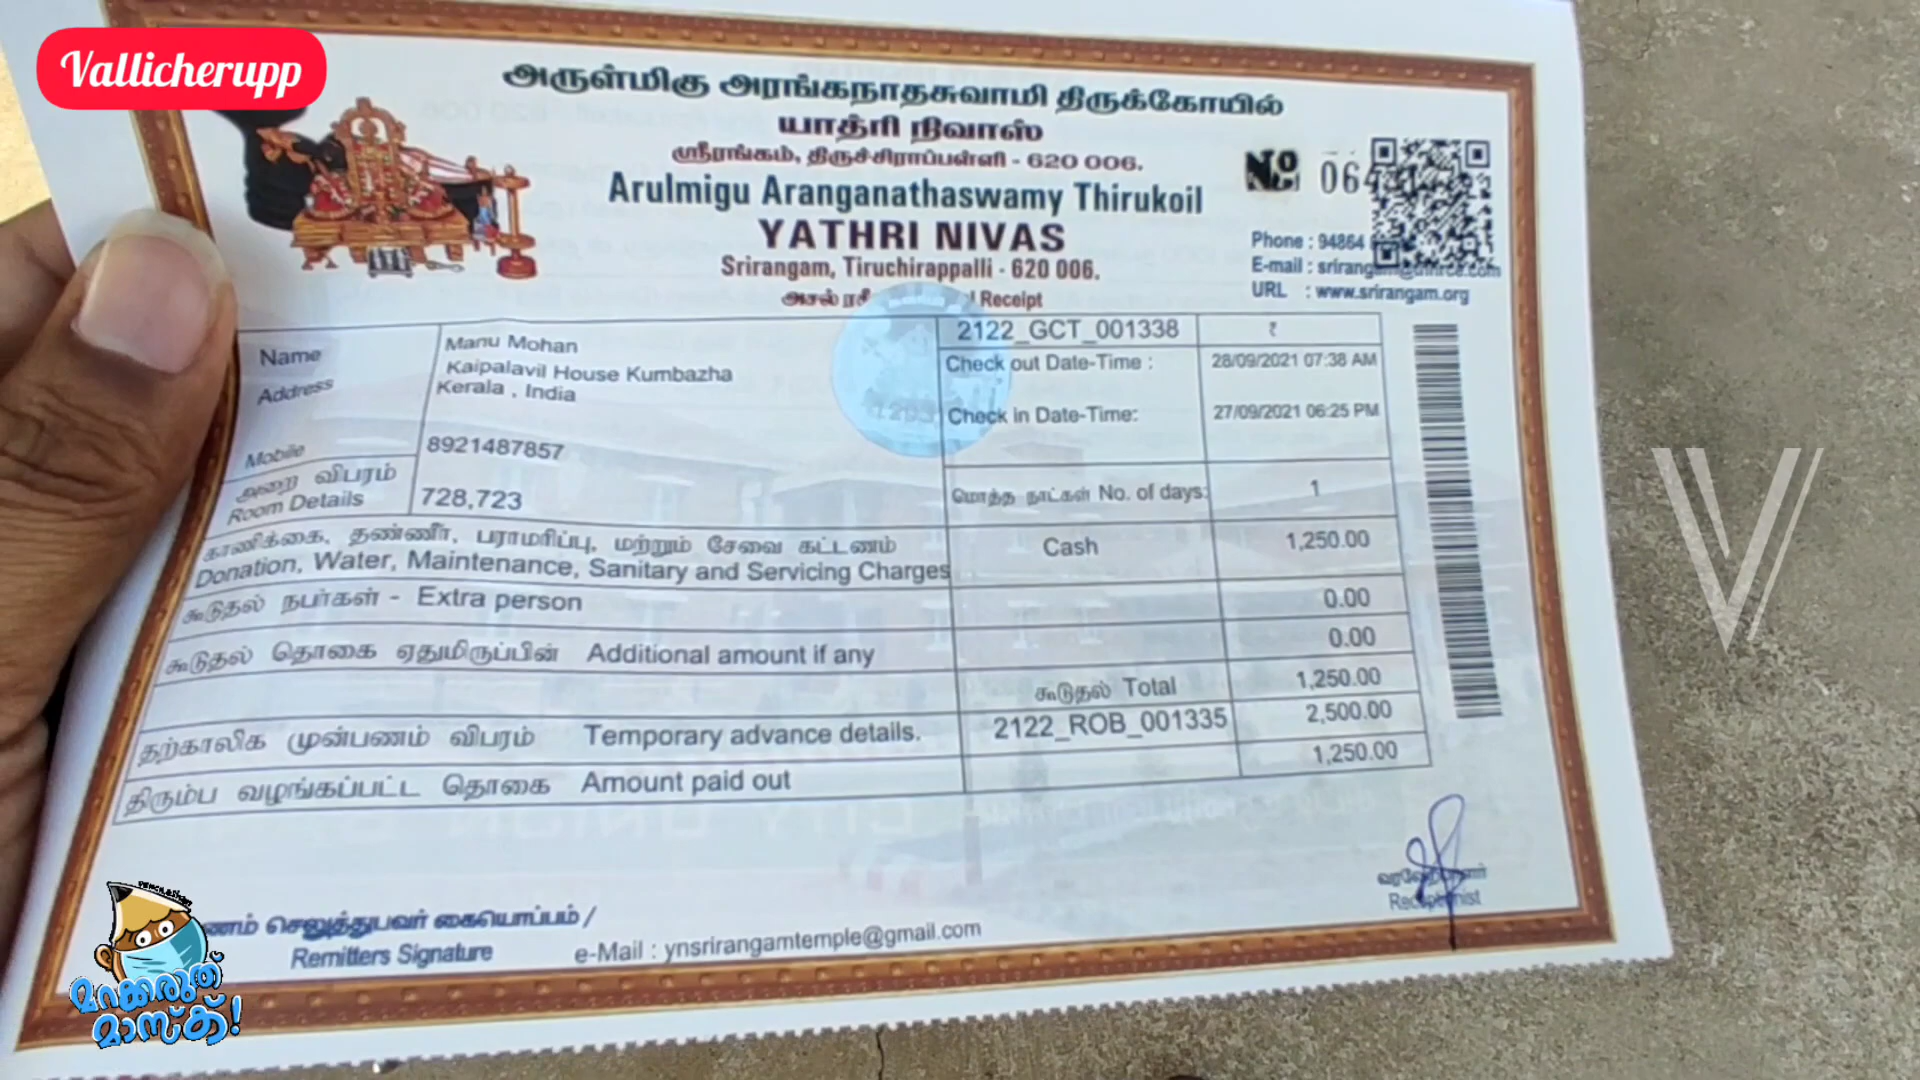 Vallicherupp
அருள்மிகு அரங்கநாதசுவாமி திருக்கோயில்
யாத்ரி நிவாஸ்
ஸ்ரீரங்கம், திருச்சிராப்பள்ளி - 620 006.
Arulmigu Aranganathaswamy Thirukoil
YATHRI NIVAS
Srirangam, Tiruchirappalli - 620 006.
அசல் Receipt
No 064
Phone : 94864
E-mail :
URL : www.srirangam.org
Name Manu Mohan
Address Kaipalavil House Kumbazha
Kerala , India
Mobile 8921487857
அறை விபரம்
Room Details 728,723
2122_GCT_001338 ₹
Check out Date-Time : 28/09/2021 07:38 AM
Check in Date-Time: 27/09/2021 06:25 PM
மொத்த நாட்கள் No. of days: 1
காணிக்கை, தண்ணீர், பராமரிப்பு, மற்றும் சேவை கட்டணம்
Donation, Water, Maintenance, Sanitary and Servicing Charges Cash 1,250.00
கூடுதல் நபர்கள் - Extra person 0.00
கூடுதல் தொகை ஏதுமிருப்பின் Additional amount if any 0.00
கூடுதல் Total 1,250.00
தற்காலிக முன்பணம் விபரம் Temporary advance details. 2122_ROB_001335 2,500.00
திரும்ப வழங்கப்பட்ட தொகை Amount paid out 1,250.00
செலுத்துபவர் கையொப்பம் /
Remitters Signature
e-Mail : ynsrirangamtemple@gmail.com
Receptionist
മറക്കരുത്
മാസ്ക്!
V